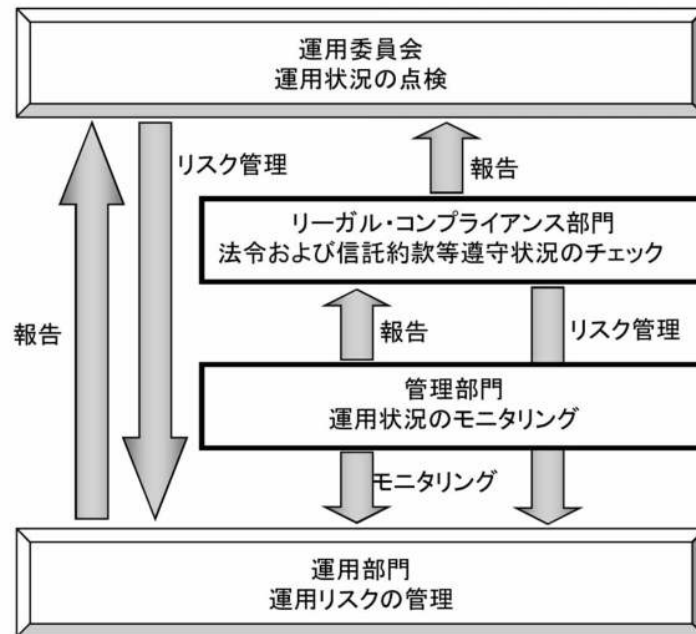 運用委員会
運用状況の点検
リスク管理
報告
リーガル・コンプライアンス部門
法令および信託約款等遵守状況のチェック
報告
報告
リスク管理
管理部門
運用状況のモニタリング
モニタリング
運用部門
運用リスクの管理